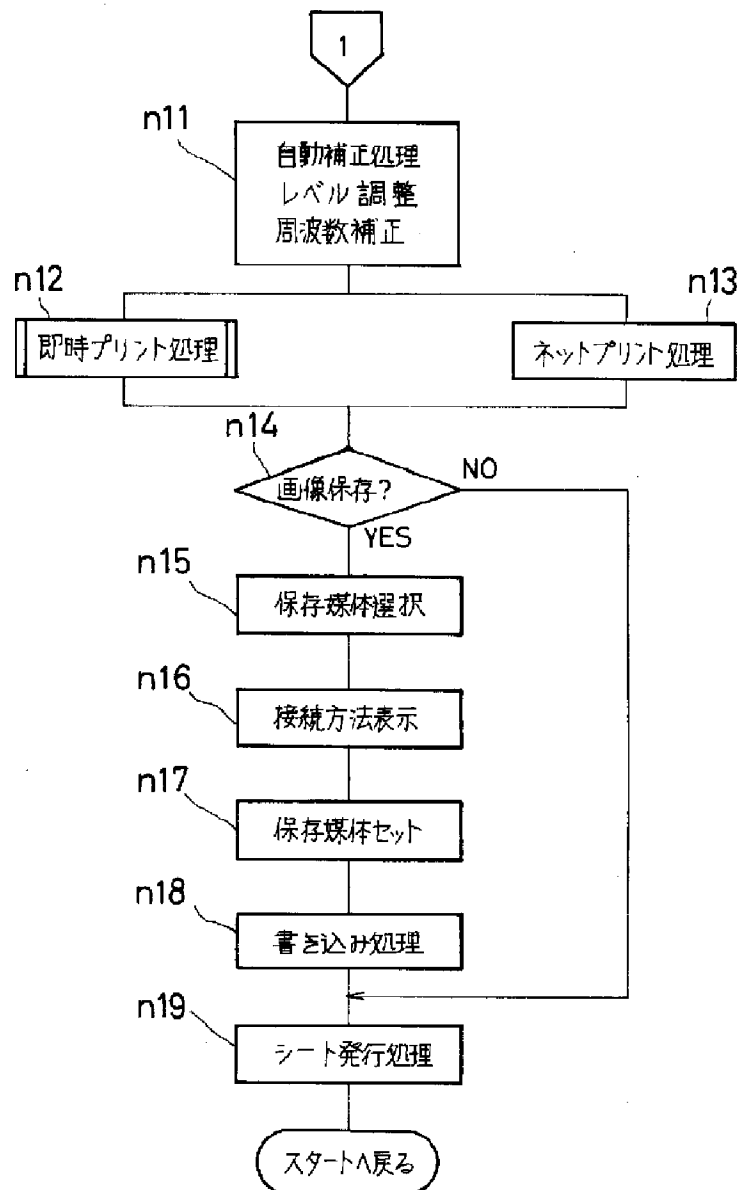 1
n11
自動補正処理
レベル調整
周波数補正
n12
即時プリント処理
n13
ネットプリント処理
n14
画像保存?
NO
YES
n15
保存媒体選択
n16
接続方法表示
n17
保存媒体セット
n18
書き込み処理
n19
シート発行処理
スタートへ戻る